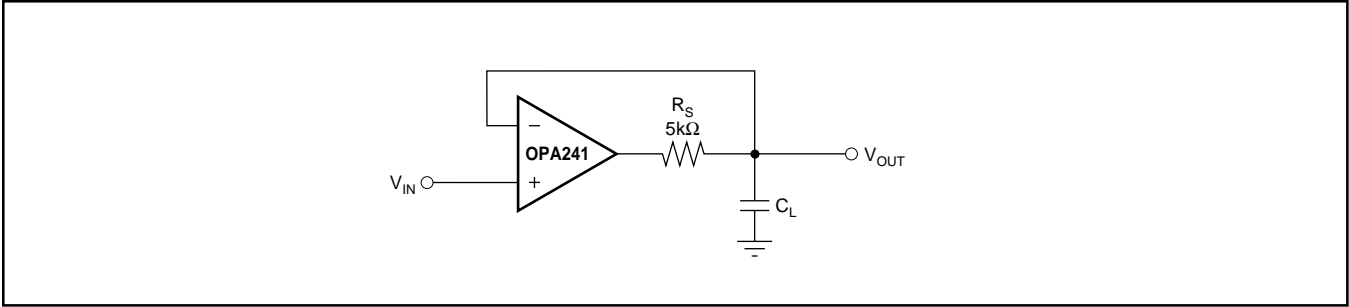 R_S
5kΩ
−
OPA241
+
V_IN
V_OUT
C_L